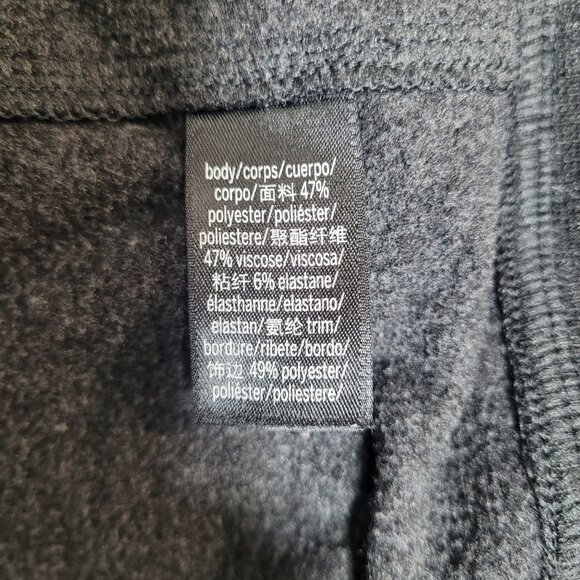 body/corps/cuerpo/
corpo/面料 47%
polyester/poliéster/
poliestere/聚酯纤维
47% viscose/viscosa/
粘纤 6% elastane/
élasthanne/elastano/
elastan/氨纶 trim/
bordure/ribete/bordo/
饰边 49% polyester/
poliéster/poliestere/